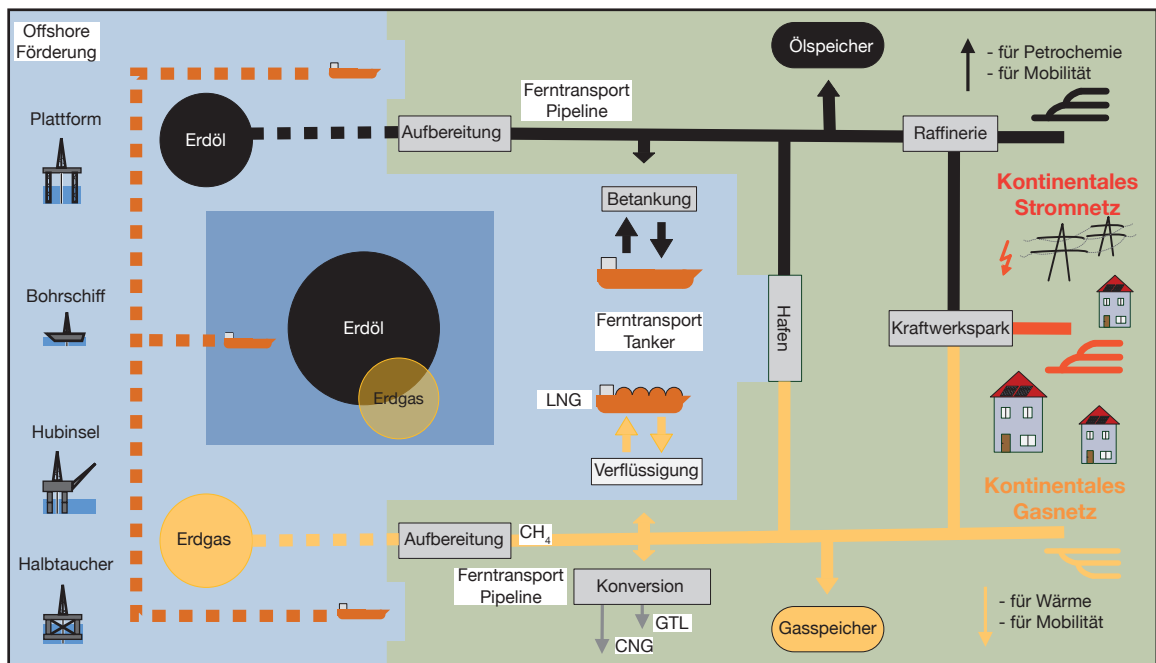 Offshore
Förderung
Plattform
Bohrschiff
Hubinsel
Halbtaucher
Erdöl
Erdöl
Erdgas
Erdgas
Aufbereitung
Ferntransport
Pipeline
Ölspeicher
Raffinerie
- für Petrochemie
- für Mobilität
Betankung
Ferntransport
Tanker
LNG
Verflüssigung
Hafen
Kontinentales
Stromnetz
Kraftwerkspark
Kontinentales
Gasnetz
Aufbereitung
CH₄
Ferntransport
Pipeline
Konversion
GTL
CNG
Gasspeicher
- für Wärme
- für Mobilität